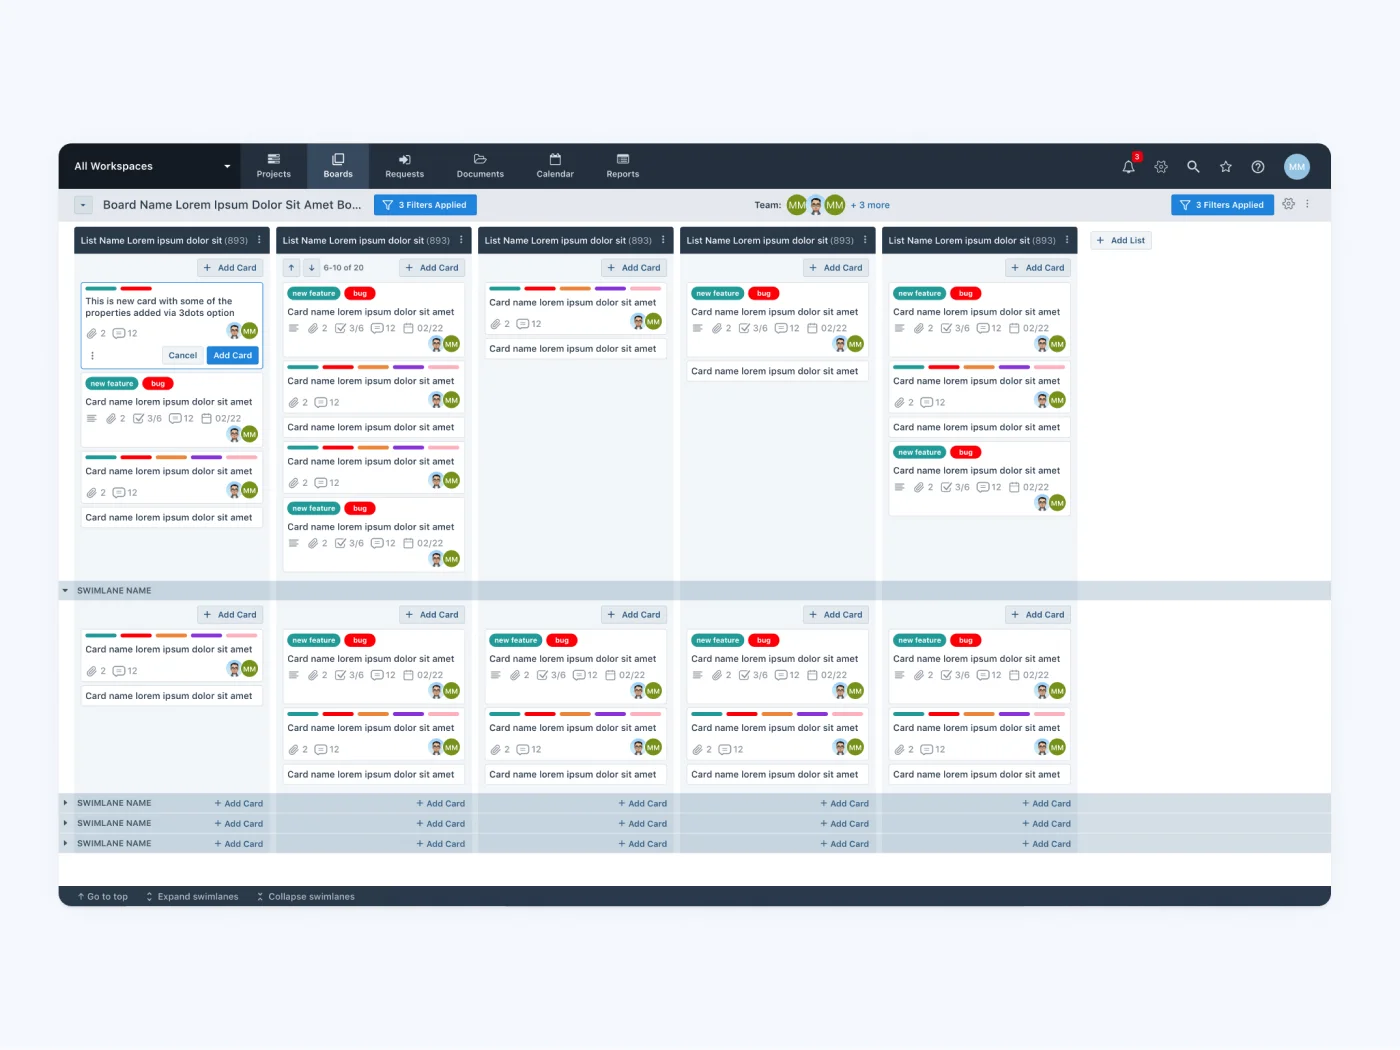 All Workspaces
Projects
Boards
Requests
Documents
Calendar
Reports
3
MM
Board Name Lorem Ipsum Dolor Sit Amet Bo...
3 Filters Applied
Team:
MM
MM
+ 3 more
3 Filters Applied
List Name Lorem ipsum dolor sit (893)
List Name Lorem ipsum dolor sit (893)
List Name Lorem ipsum dolor sit (893)
List Name Lorem ipsum dolor sit (893)
List Name Lorem ipsum dolor sit (893)
+ Add List
+ Add Card
This is new card with some of the
properties added via 3dots option
2 12
MM
Cancel
Add Card
new feature bug
Card name lorem ipsum dolor sit amet
2 3/6 12 02/22
MM
Card name lorem ipsum dolor sit amet
2 12
MM
Card name lorem ipsum dolor sit amet
6-10 of 20
+ Add Card
new feature bug
Card name lorem ipsum dolor sit amet
2 3/6 12 02/22
MM
Card name lorem ipsum dolor sit amet
2 12
MM
Card name lorem ipsum dolor sit amet
Card name lorem ipsum dolor sit amet
2 12
MM
new feature bug
Card name lorem ipsum dolor sit amet
2 3/6 12 02/22
MM
+ Add Card
Card name lorem ipsum dolor sit amet
2 12
MM
Card name lorem ipsum dolor sit amet
+ Add Card
new feature bug
Card name lorem ipsum dolor sit amet
2 3/6 12 02/22
MM
Card name lorem ipsum dolor sit amet
+ Add Card
new feature bug
Card name lorem ipsum dolor sit amet
2 3/6 12 02/22
MM
Card name lorem ipsum dolor sit amet
2 12
MM
Card name lorem ipsum dolor sit amet
new feature bug
Card name lorem ipsum dolor sit amet
2 3/6 12 02/22
MM
SWIMLANE NAME
+ Add Card
Card name lorem ipsum dolor sit amet
2 12
MM
Card name lorem ipsum dolor sit amet
+ Add Card
new feature bug
Card name lorem ipsum dolor sit amet
2 3/6 12 02/22
MM
Card name lorem ipsum dolor sit amet
2 12
MM
Card name lorem ipsum dolor sit amet
+ Add Card
new feature bug
Card name lorem ipsum dolor sit amet
2 3/6 12 02/22
MM
Card name lorem ipsum dolor sit amet
2 12
MM
Card name lorem ipsum dolor sit amet
+ Add Card
new feature bug
Card name lorem ipsum dolor sit amet
2 3/6 12 02/22
MM
Card name lorem ipsum dolor sit amet
2 12
MM
Card name lorem ipsum dolor sit amet
+ Add Card
new feature bug
Card name lorem ipsum dolor sit amet
2 3/6 12 02/22
MM
Card name lorem ipsum dolor sit amet
2 12
MM
Card name lorem ipsum dolor sit amet
SWIMLANE NAME + Add Card + Add Card + Add Card + Add Card + Add Card
SWIMLANE NAME + Add Card + Add Card + Add Card + Add Card + Add Card
SWIMLANE NAME + Add Card + Add Card + Add Card + Add Card + Add Card
Go to top Expand swimlanes Collapse swimlanes